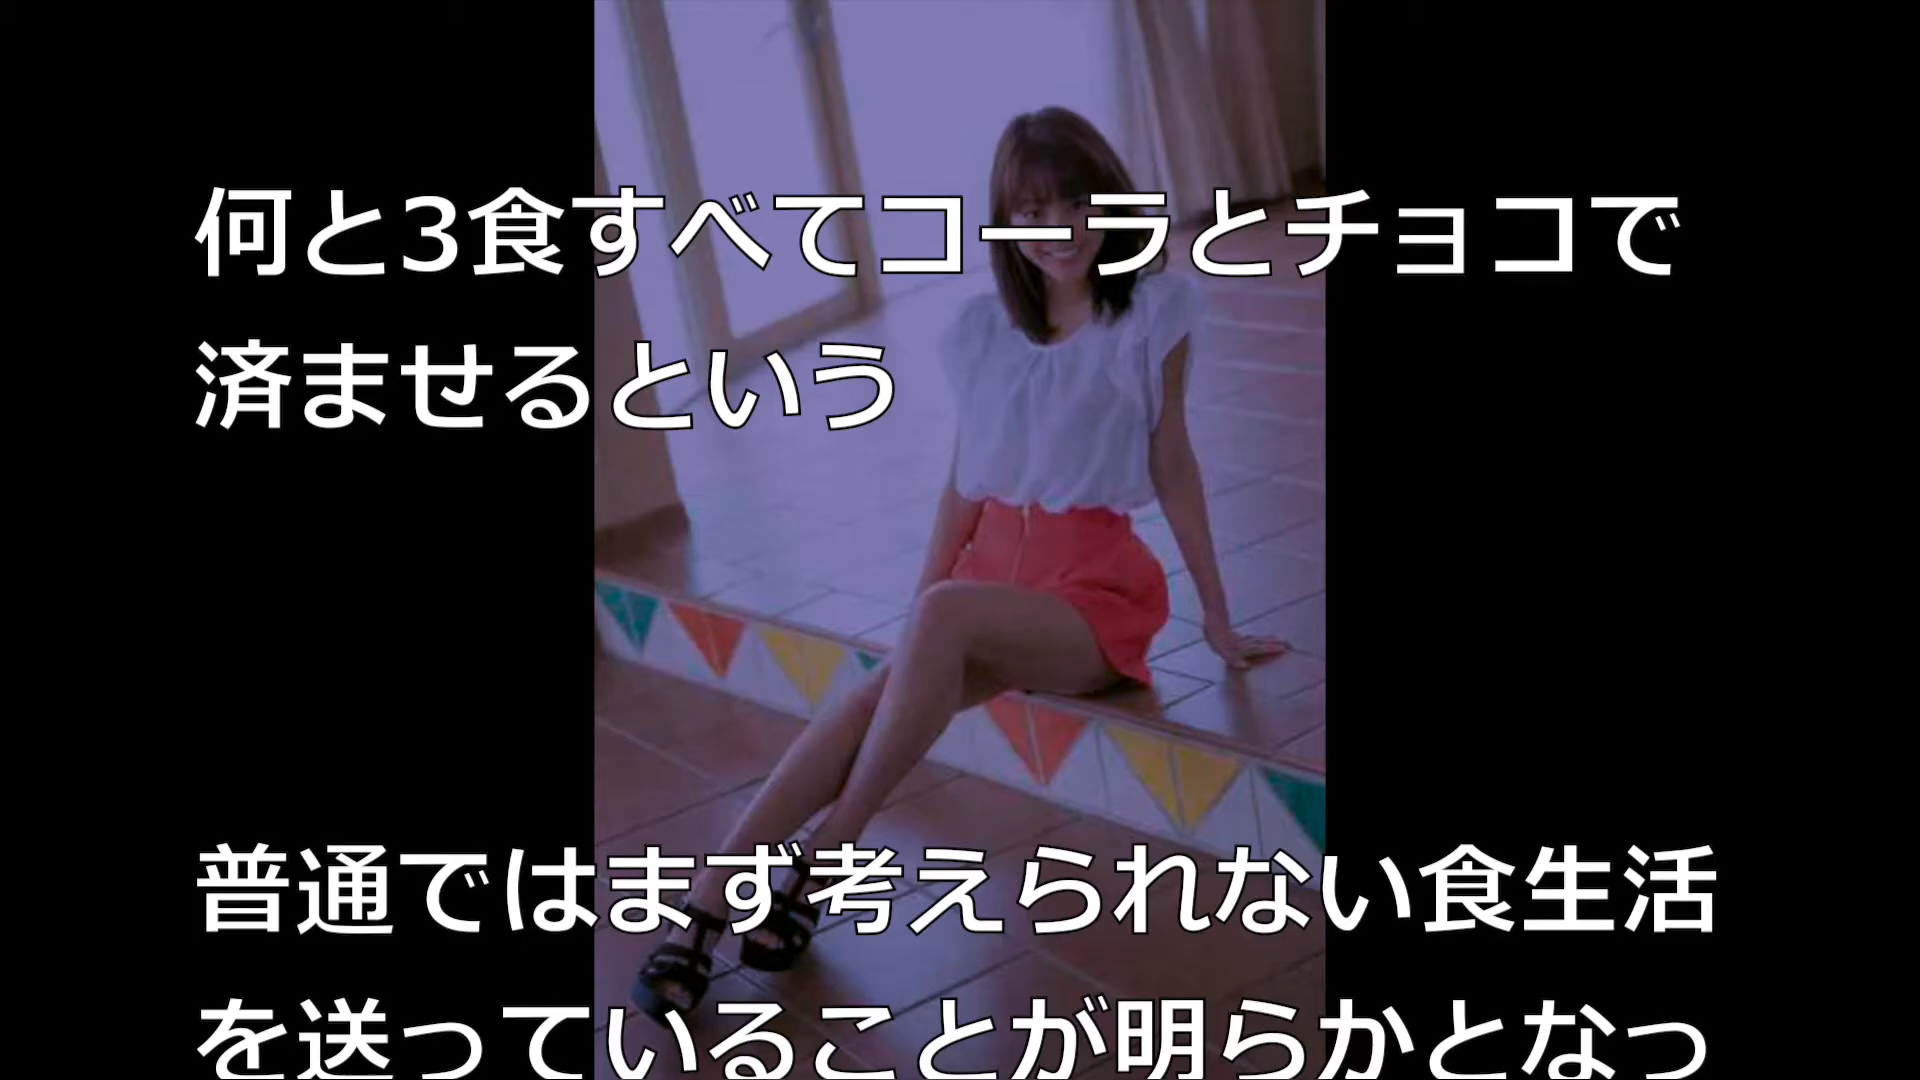 何と3食すべてコーラとチョコで
済ませるという
普通ではまず考えられない食生活
を送っていることが明らかとなっ